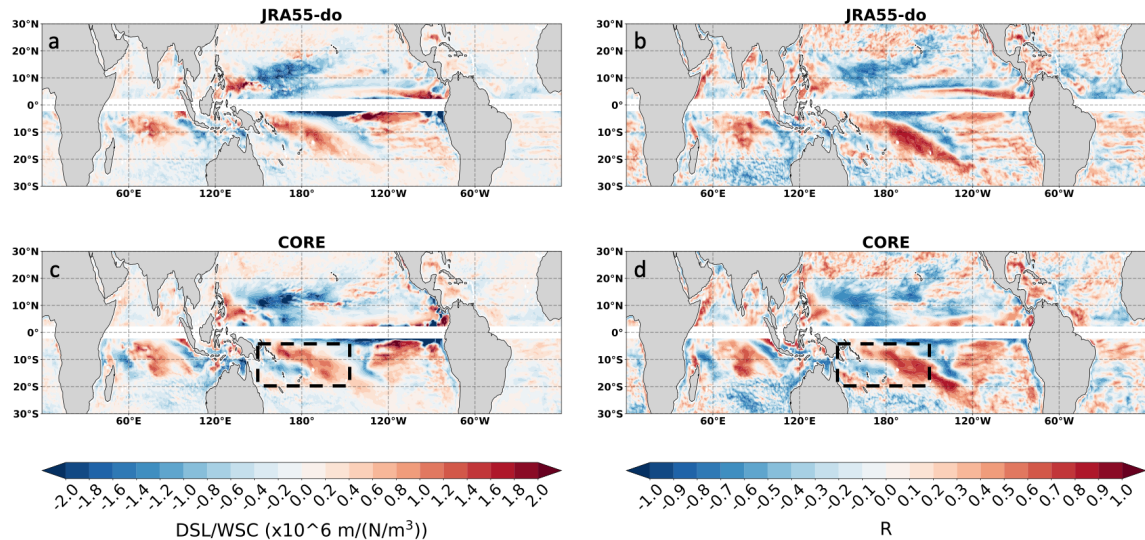 JRA55-do
JRA55-do
a
b
30°N
20°N
10°N
0°
10°S
20°S
30°S
60°E 120°E 180° 120°W 60°W
30°N
20°N
10°N
0°
10°S
20°S
30°S
60°E 120°E 180° 120°W 60°W
CORE
CORE
c
d
30°N
20°N
10°N
0°
10°S
20°S
30°S
60°E 120°E 180° 120°W 60°W
30°N
20°N
10°N
0°
10°S
20°S
30°S
60°E 120°E 180° 120°W 60°W
-2.0 -1.8 -1.6 -1.4 -1.2 -1.0 -0.8 -0.6 -0.4 -0.2 0.0 0.2 0.4 0.6 0.8 1.0 1.2 1.4 1.6 1.8 2.0
DSL/WSC (x10^6 m/(N/m³))
-1.0 -0.9 -0.8 -0.7 -0.6 -0.5 -0.4 -0.3 -0.2 -0.1 0.0 0.1 0.2 0.3 0.4 0.5 0.6 0.7 0.8 0.9 1.0
R